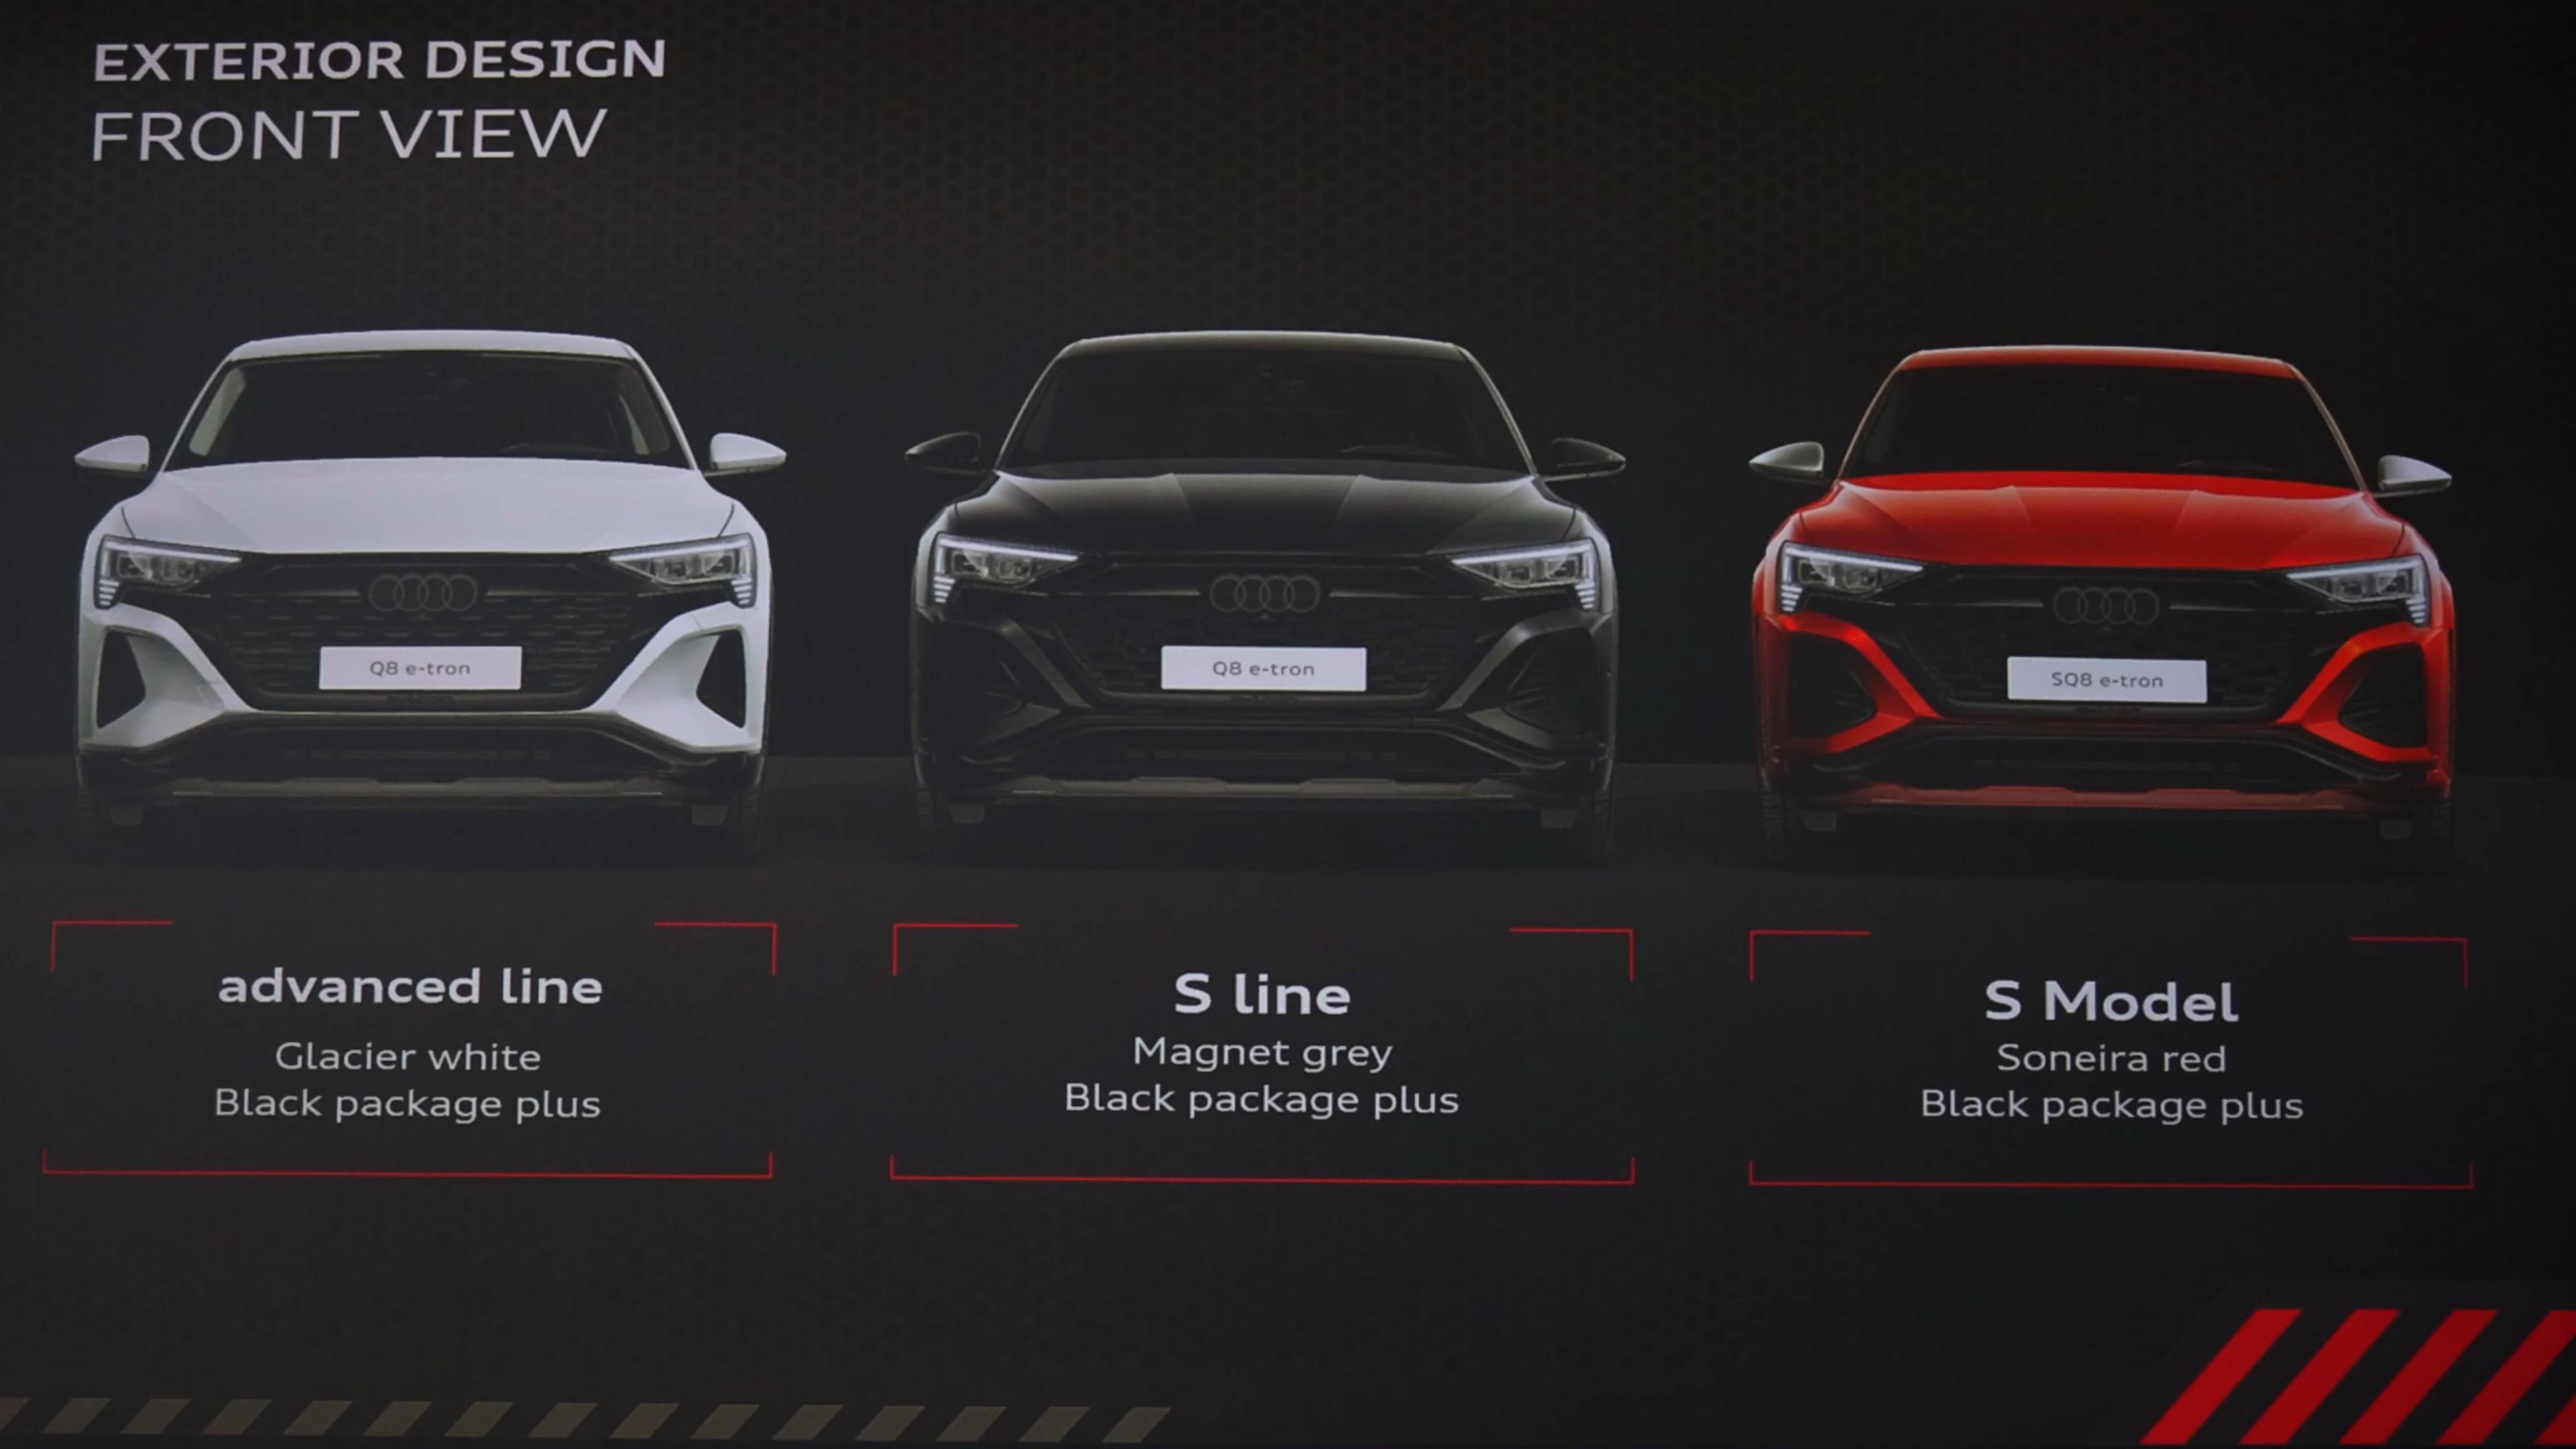 EXTERIOR DESIGN
FRONT VIEW
Q8 e-tron
Q8 e-tron
SQ8 e-tron
advanced line
Glacier white
Black package plus
S line
Magnet grey
Black package plus
S Model
Soneira red
Black package plus